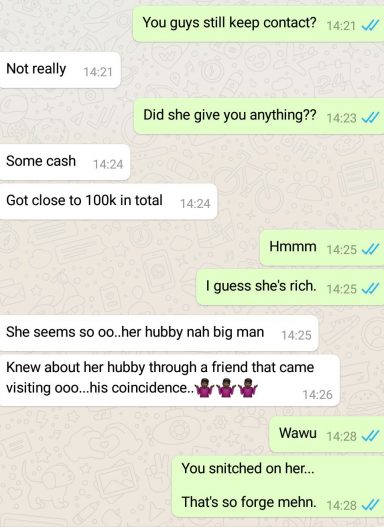 You guys still keep contact? 14:21
Not really 14:21
Did she give you anything?? 14:23
Some cash 14:24
Got close to 100k in total 14:24
Hmmm 14:25
I guess she's rich. 14:25
She seems so oo..her hubby nah big man 14:25
Knew about her hubby through a friend that came
visiting ooo...his coincidence..🤷🏿‍♀️🤷🏿‍♀️🤷🏿‍♀️ 14:26
Wawu 14:28
You snitched on her...
That's so forge mehn. 14:28